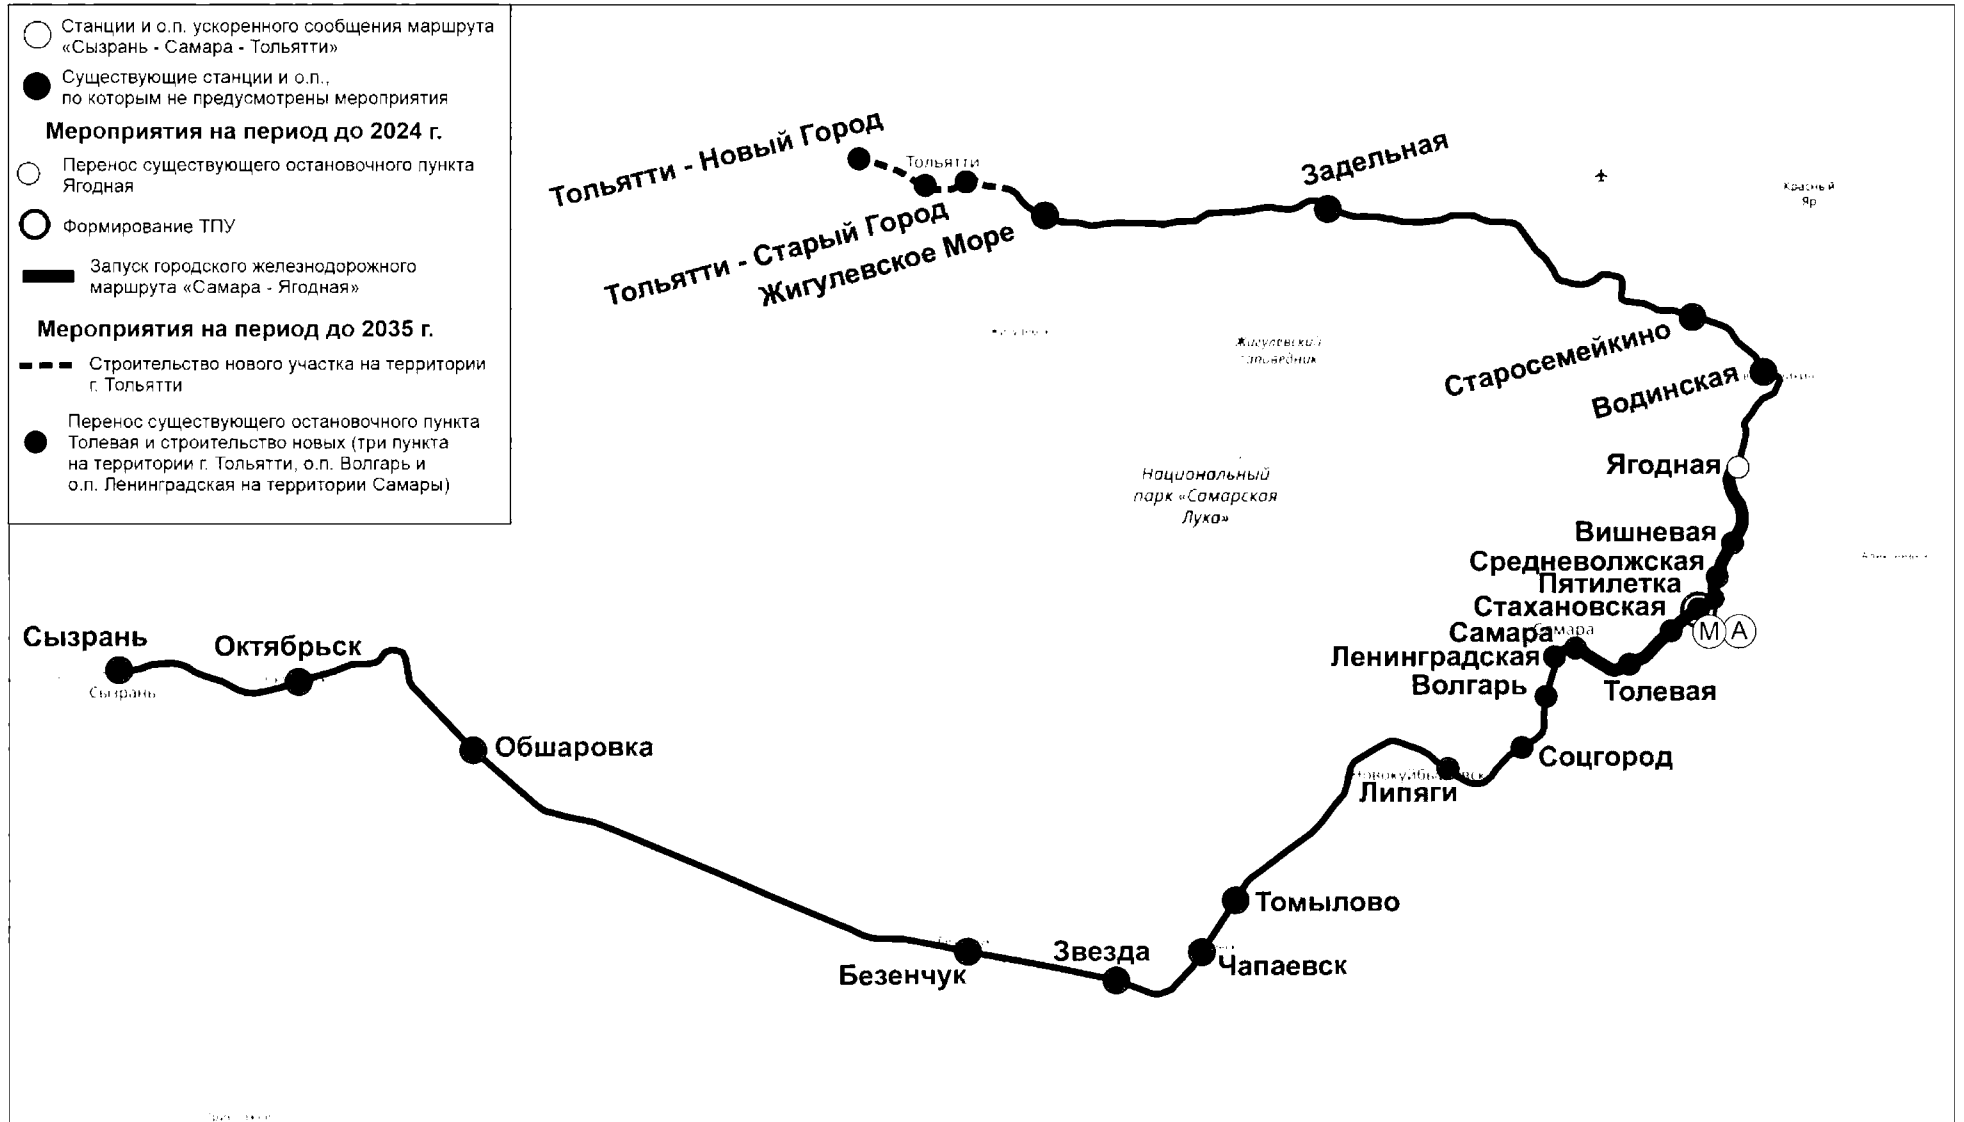 Станции и о.п. ускоренного сообщения маршрута
«Сызрань - Самара - Тольятти»
Существующие станции и о.п.,
по которым не предусмотрены мероприятия
Мероприятия на период до 2024 г.
Перенос существующего остановочного пункта
Ягодная
Формирование ТПУ
Запуск городского железнодорожного
маршрута «Самара - Ягодная»
Мероприятия на период до 2035 г.
Строительство нового участка на территории
г. Тольятти
Перенос существующего остановочного пункта
Толевая и строительство новых (три пункта
на территории г. Тольятти, о.п. Волгарь и
о.п. Ленинградская на территории Самары)
Тольятти - Новый Город
Тольятти
Тольятти - Старый Город
Жигулевское Море
Задельная
Красный
Яр
Жигулевский
заповедник
Старосемейкино
Водинская
Национальный
парк «Самарская
Лука»
Ягодная
Вишневая
Средневолжская
Пятилетка
Стахановская
М А
Самара
Самара
Ленинградская
Волгарь
Толевая
Соцгород
Липяги
Сызрань
Сызрань
Октябрьск
Обшаровка
Томылово
Чапаевск
Звезда
Безенчук